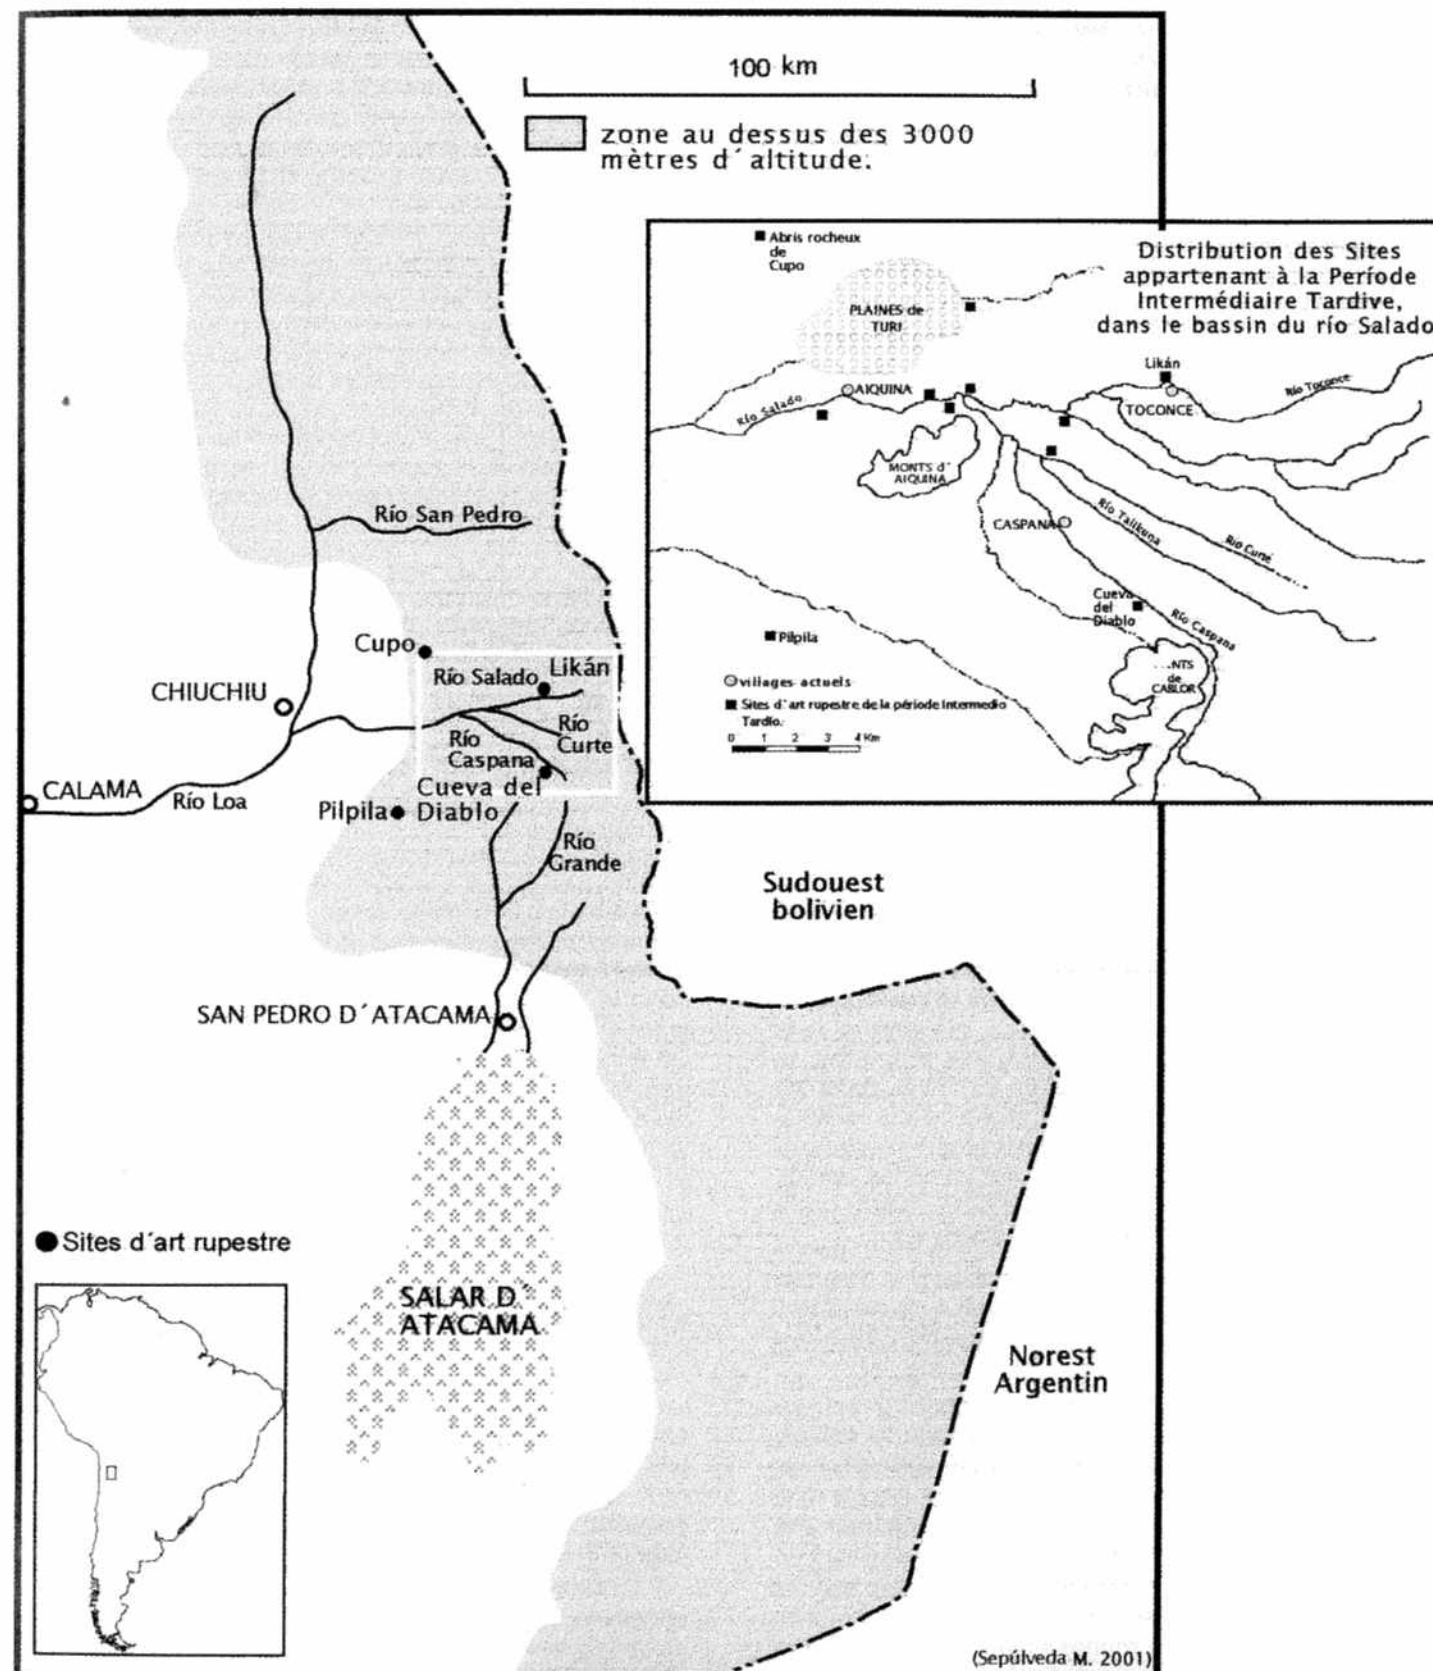 100 km
zone au dessus des 3000
mètres d´altitude.
Río San Pedro
Cupo
Río Salado
Likán
CHIUCHIU
Río
Curte
Río
Caspana
CALAMA
Río Loa
Cueva del
Diablo
Pilpila
Río
Grande
Sudouest
bolivien
SAN PEDRO D´ATACAMA
Sites d´art rupestre
SALAR D´
ATACAMA
Norest
Argentin
(Sepúlveda M. 2001)
Distribution des Sites
appartenant à la Período
Intermédiaire Tardive,
dans le bassin du río Salado
Abris rocheux
de
Cupo
PLAINES de
TURI
Likán
Río Toconce
AIQUINA
Río Salado
TOCONCE
MONTS d´
AIQUINA
CASPANA
Río Talikuna
Río Curte
Cueva
del
Diablo
Río Caspana
Pilpila
villages actuels
NTS
de
CABLOR
Sites d´art rupestre de la période Intermedio
Tardío.
0 1 2 3 4 Km